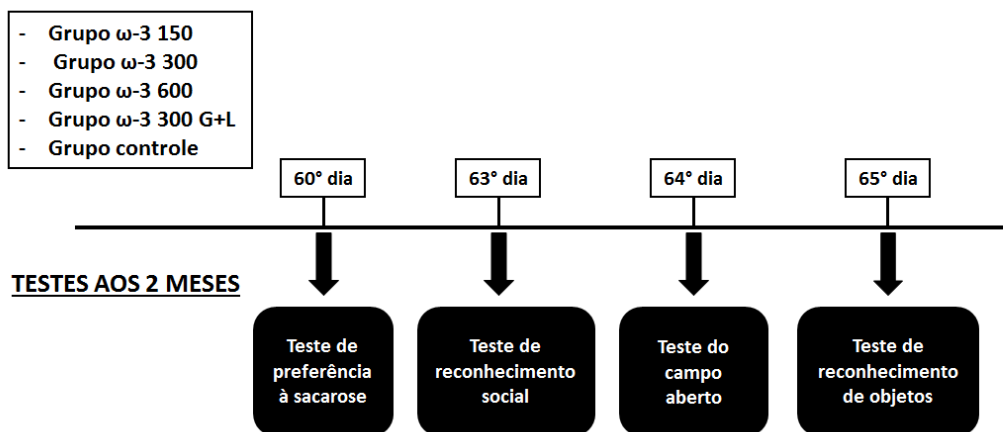 - Grupo ω-3 150
- Grupo ω-3 300
- Grupo ω-3 600
- Grupo ω-3 300 G+L
- Grupo controle
60° dia
63° dia
64° dia
65° dia
TESTES AOS 2 MESES
Teste de
preferência
à sacarose
Teste de
reconhecimento
social
Teste do
campo
aberto
Teste de
reconhecimento
de objetos